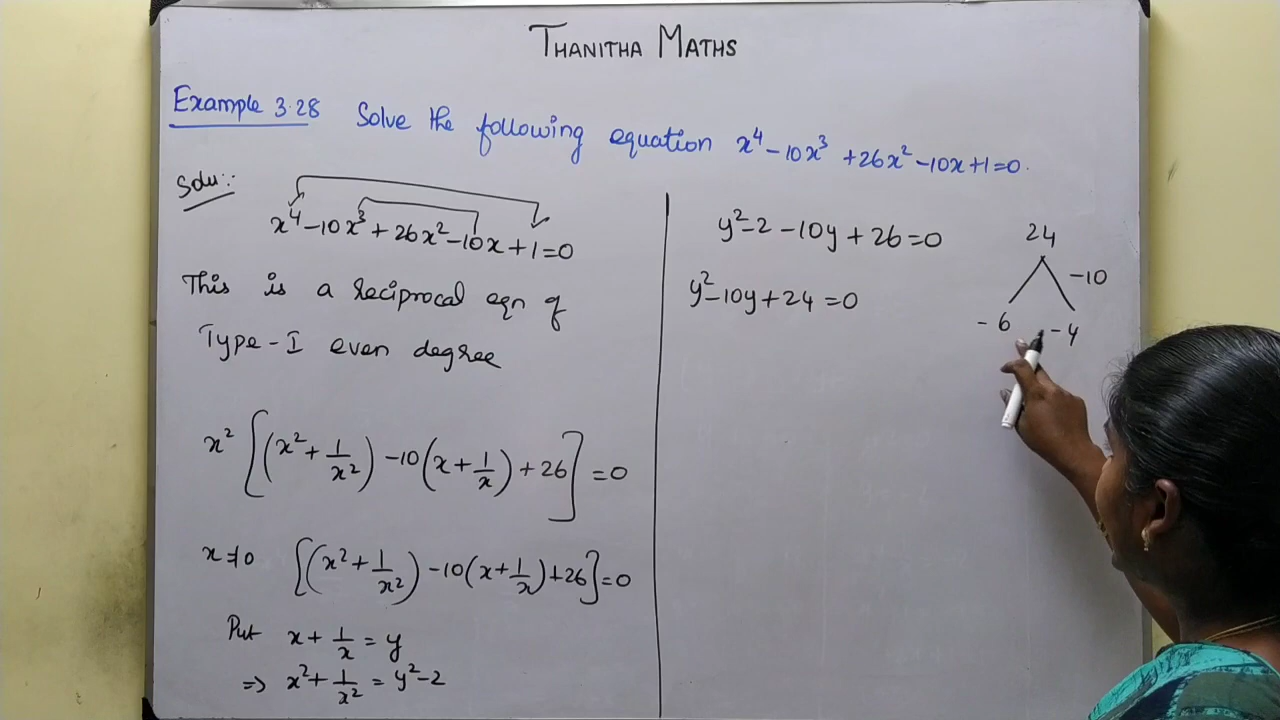 THANITHA MATHS
Example 3.28 Solve the following equation x⁴-10x³+26x²-10x+1=0.
Solu:-
x⁴-10x³+26x²-10x+1=0
This is a reciprocal eqn of
Type-I even degree
x²[(x²+1/x²)-10(x+1/x)+26]=0
x≠0 [(x²+1/x²)-10(x+1/x)+26]=0
Put x+1/x=y
⇒ x²+1/x²=y²-2
y²-2-10y+26=0
y²-10y+24=0
24
-10
-6 -4